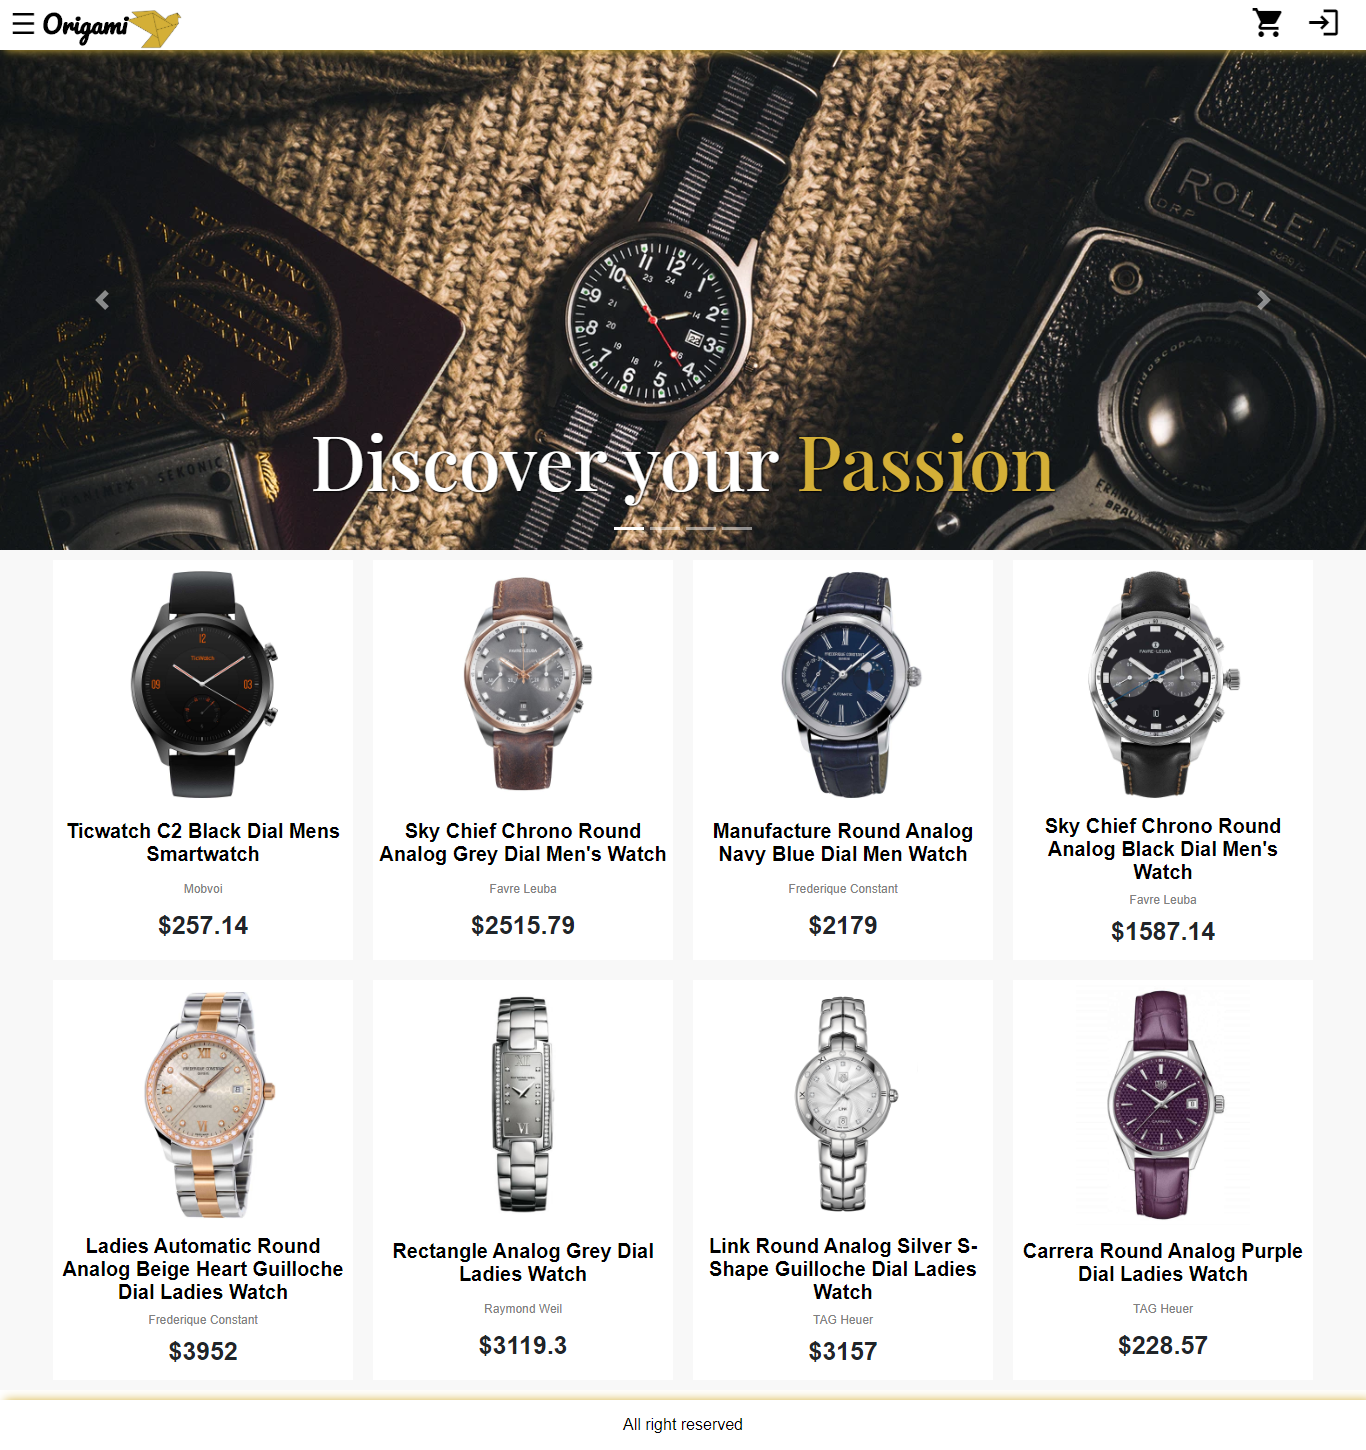 ☰ Origami
ROLLEIF
DRP
SEKONIC
Discover your Passion
Ticwatch C2 Black Dial Mens
Smartwatch
Mobvoi
$257.14
Sky Chief Chrono Round
Analog Grey Dial Men's Watch
Favre Leuba
$2515.79
Manufacture Round Analog
Navy Blue Dial Men Watch
Frederique Constant
$2179
Sky Chief Chrono Round
Analog Black Dial Men's
Watch
Favre Leuba
$1587.14
Ladies Automatic Round
Analog Beige Heart Guilloche
Dial Ladies Watch
Frederique Constant
$3952
Rectangle Analog Grey Dial
Ladies Watch
Raymond Weil
$3119.3
Link Round Analog Silver S-
Shape Guilloche Dial Ladies
Watch
TAG Heuer
$3157
Carrera Round Analog Purple
Dial Ladies Watch
TAG Heuer
$228.57
All right reserved